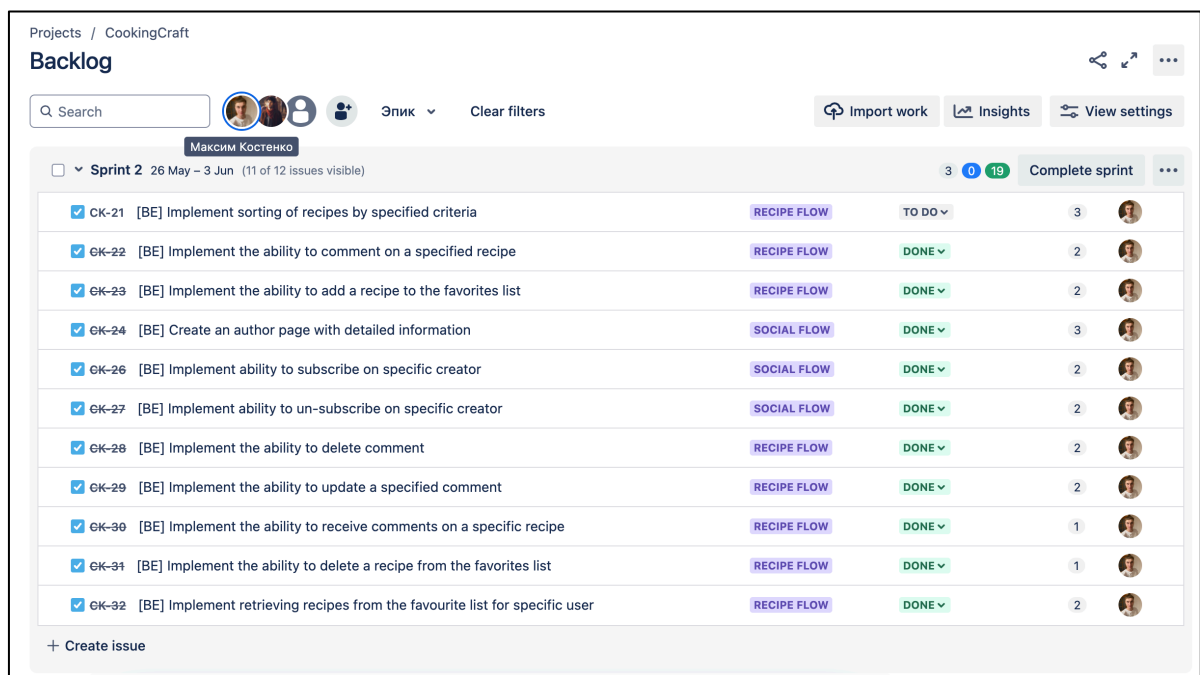 Projects / CookingCraft
Backlog
Search
Эпик
Clear filters
Import work
Insights
View settings
Максим Костенко
Sprint 2 26 May – 3 Jun (11 of 12 issues visible) 3 0 19 Complete sprint
CK-21 [BE] Implement sorting of recipes by specified criteria RECIPE FLOW TO DO 3
CK-22 [BE] Implement the ability to comment on a specified recipe RECIPE FLOW DONE 2
CK-23 [BE] Implement the ability to add a recipe to the favorites list RECIPE FLOW DONE 2
CK-24 [BE] Create an author page with detailed information SOCIAL FLOW DONE 3
CK-26 [BE] Implement ability to subscribe on specific creator SOCIAL FLOW DONE 2
CK-27 [BE] Implement ability to un-subscribe on specific creator SOCIAL FLOW DONE 2
CK-28 [BE] Implement the ability to delete comment RECIPE FLOW DONE 2
CK-29 [BE] Implement the ability to update a specified comment RECIPE FLOW DONE 2
CK-30 [BE] Implement the ability to receive comments on a specific recipe RECIPE FLOW DONE 1
CK-31 [BE] Implement the ability to delete a recipe from the favorites list RECIPE FLOW DONE 1
CK-32 [BE] Implement retrieving recipes from the favourite list for specific user RECIPE FLOW DONE 2
+ Create issue